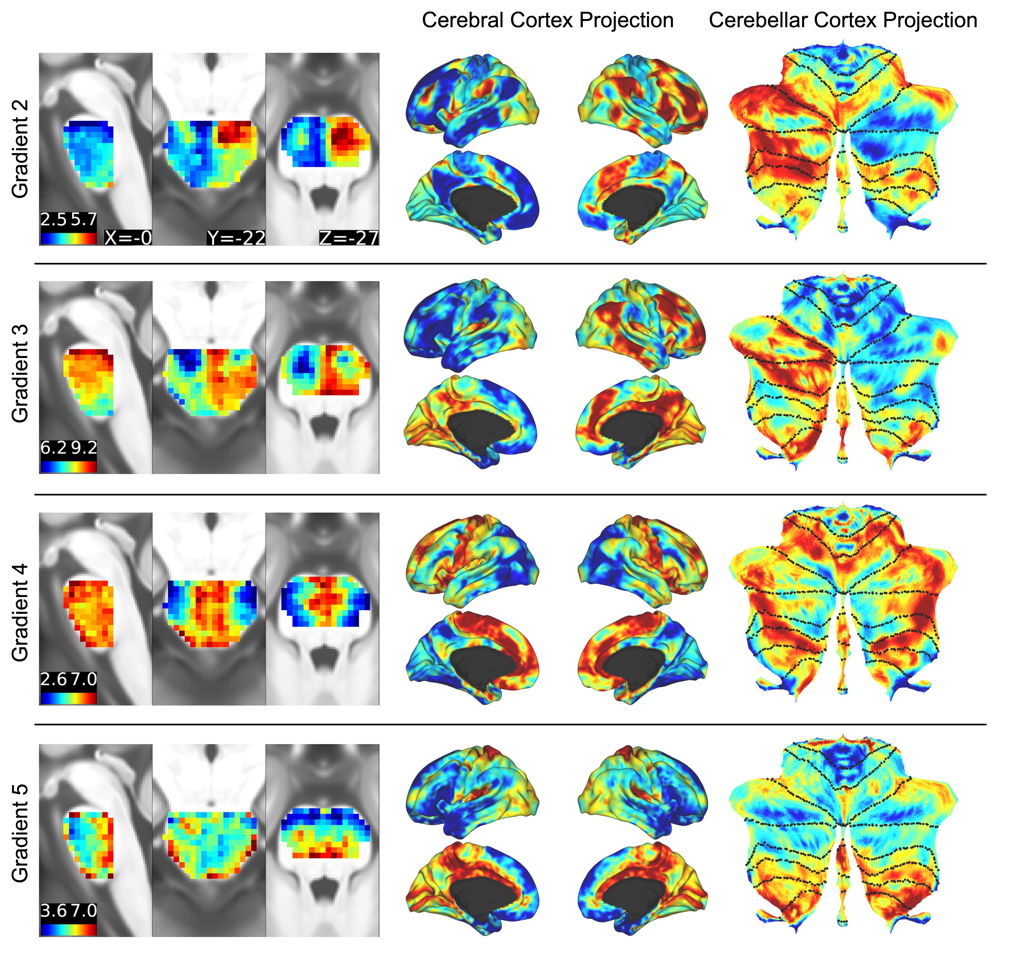 Cerebral Cortex Projection Cerebellar Cortex Projection
Gradient 2
2.5 5.7 X=-0 Y=-22 Z=-27
Gradient 3
6.2 9.2
Gradient 4
2.6 7.0
Gradient 5
3.6 7.0